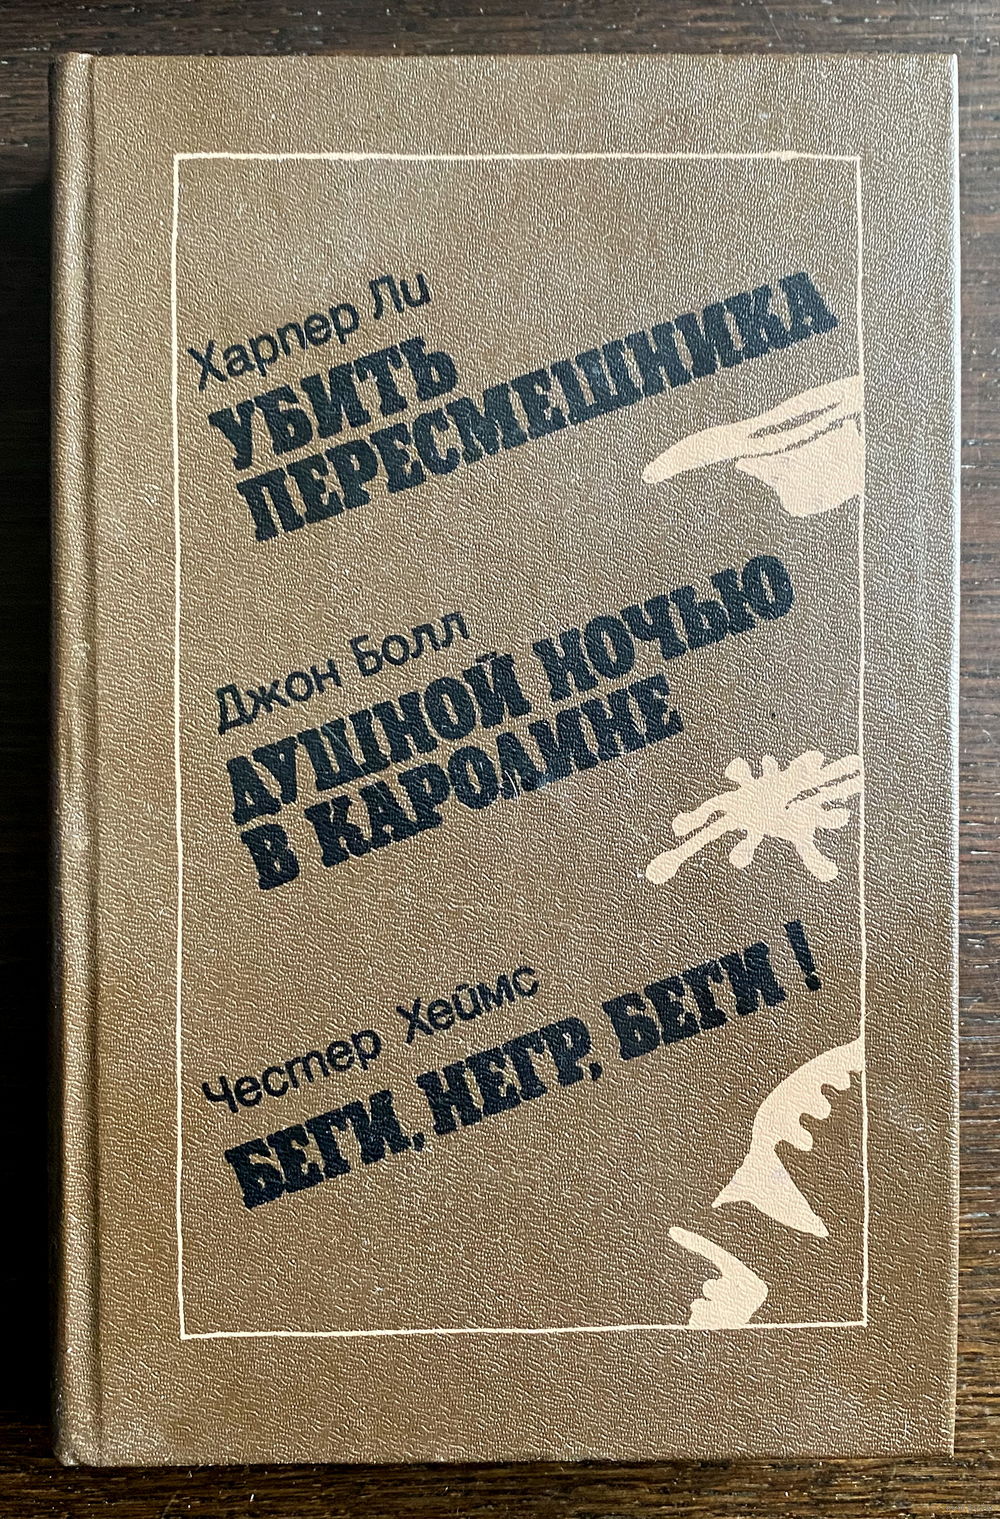 Харпер Ли
УБИТЬ
ПЕРЕСМЕШНИКА
Джон Болл
ДУШНОЙ НОЧЬЮ
В КАРОЛИНЕ
Честер Хеймс
БЕГИ, НЕГР, БЕГИ!